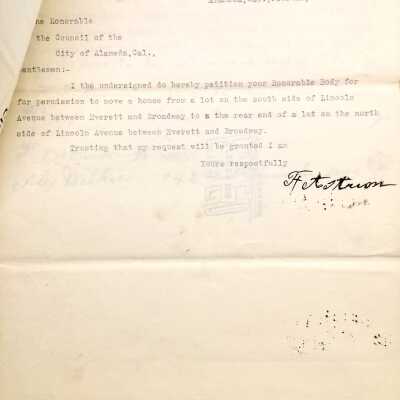 he Honorable
the Council of the
City of Alameda, Cal.,
entlemen:-
I the undersigned do hereby petition your Honorable Body for
for permission to move a house from a lot on the south side of Lincoln
Avenue between Everett and Broadway to a the rear end of a lot on the north
side of Lincoln Avenue between Everett and Broadway.
Trusting that my request will be granted I am
Yours respectfully